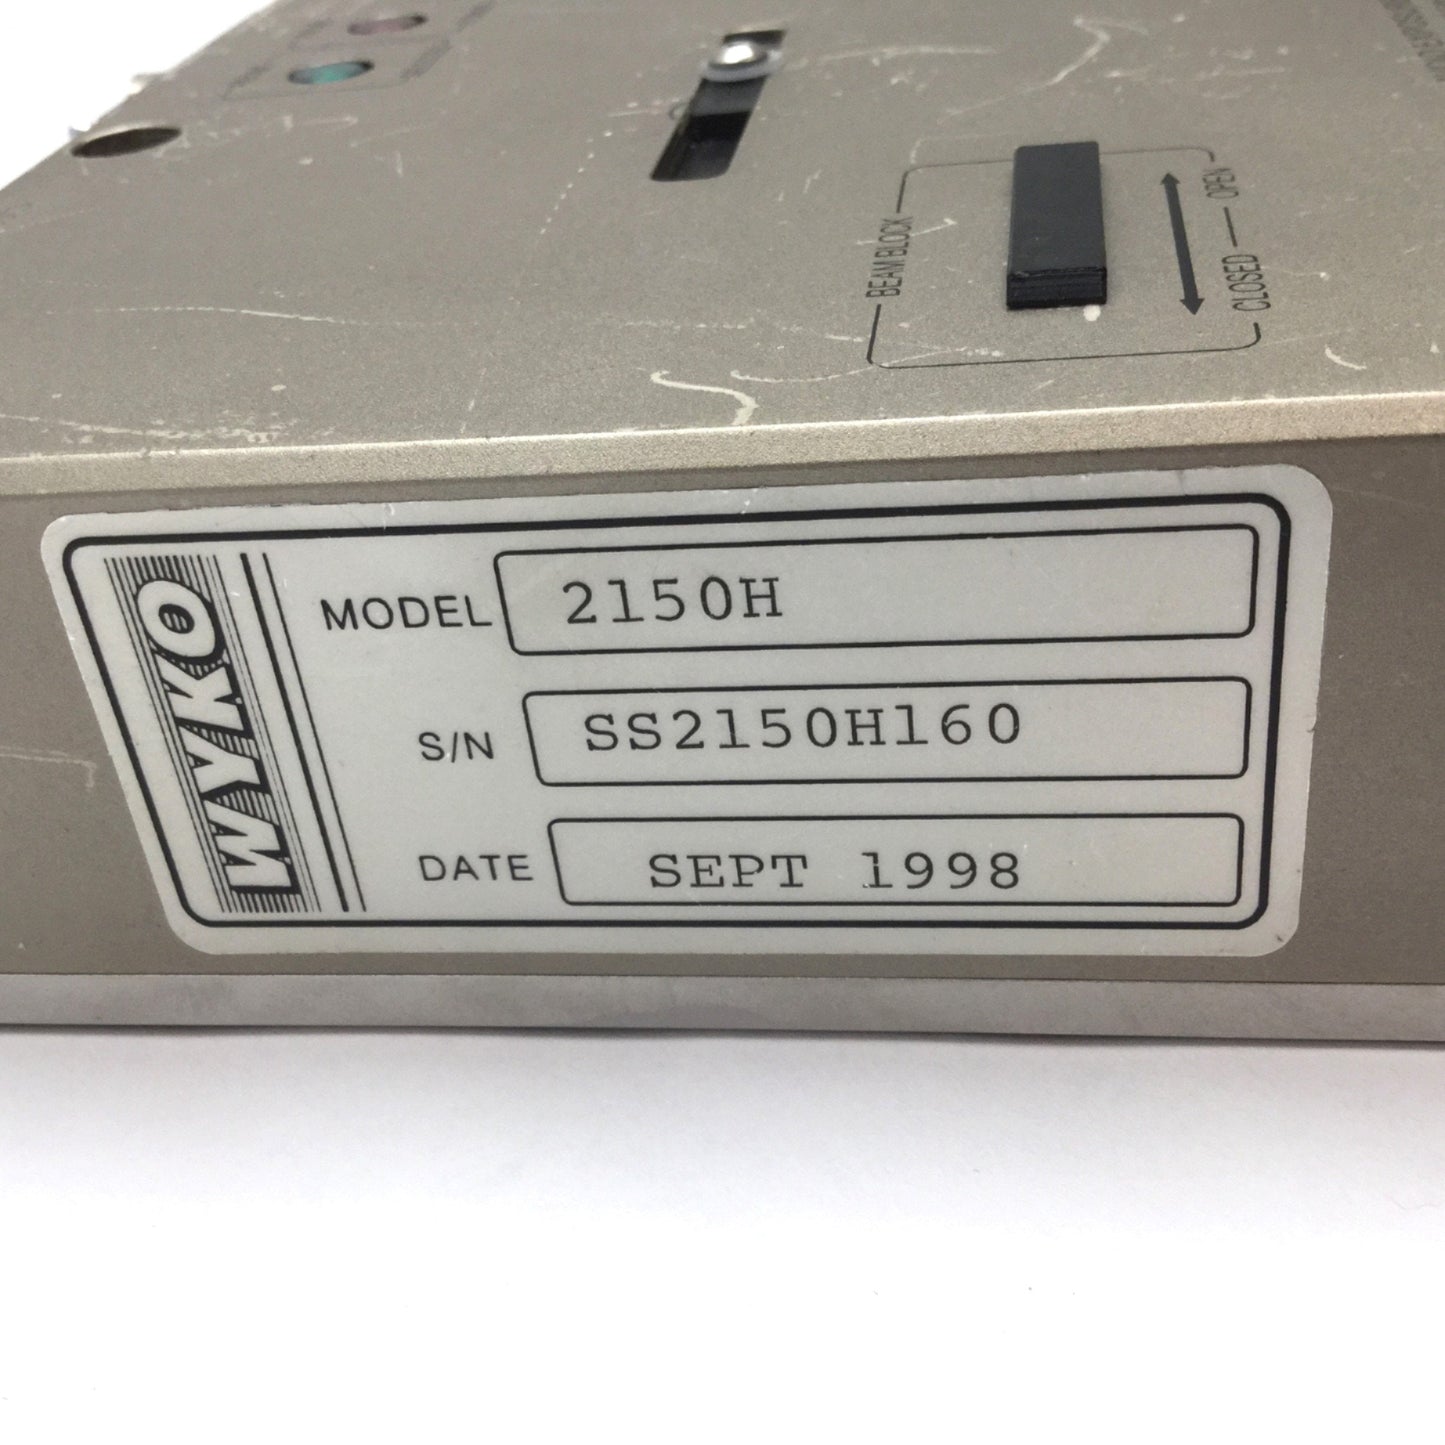 BEAM BLOCK
OPEN
CLOSED
WYKO
MODEL 2150H
S/N SS2150H160
DATE SEPT 1998